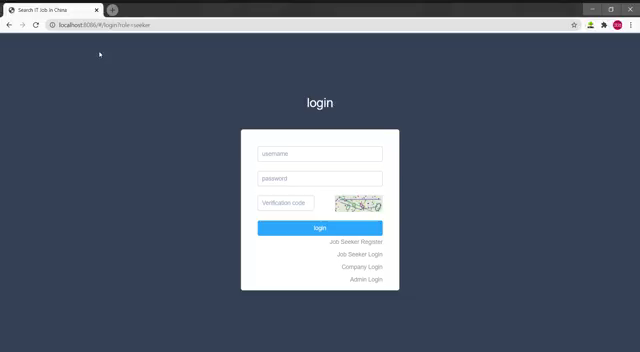 Search IT Job in China
localhost:8086/#/login?role=seeker
login
username
password
Verification code
login
Job Seeker Register
Job Seeker Login
Company Login
Admin Login